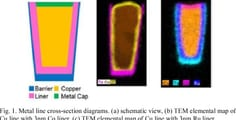 Barrier Copper
Liner Metal Cap
Fig. 1. Metal line cross-section diagrams. (a) schematic view, (b) TEM elemental map of
Cu line with 3nm Co liner, (c) TEM elemental map of Cu line with 3nm Ru liner